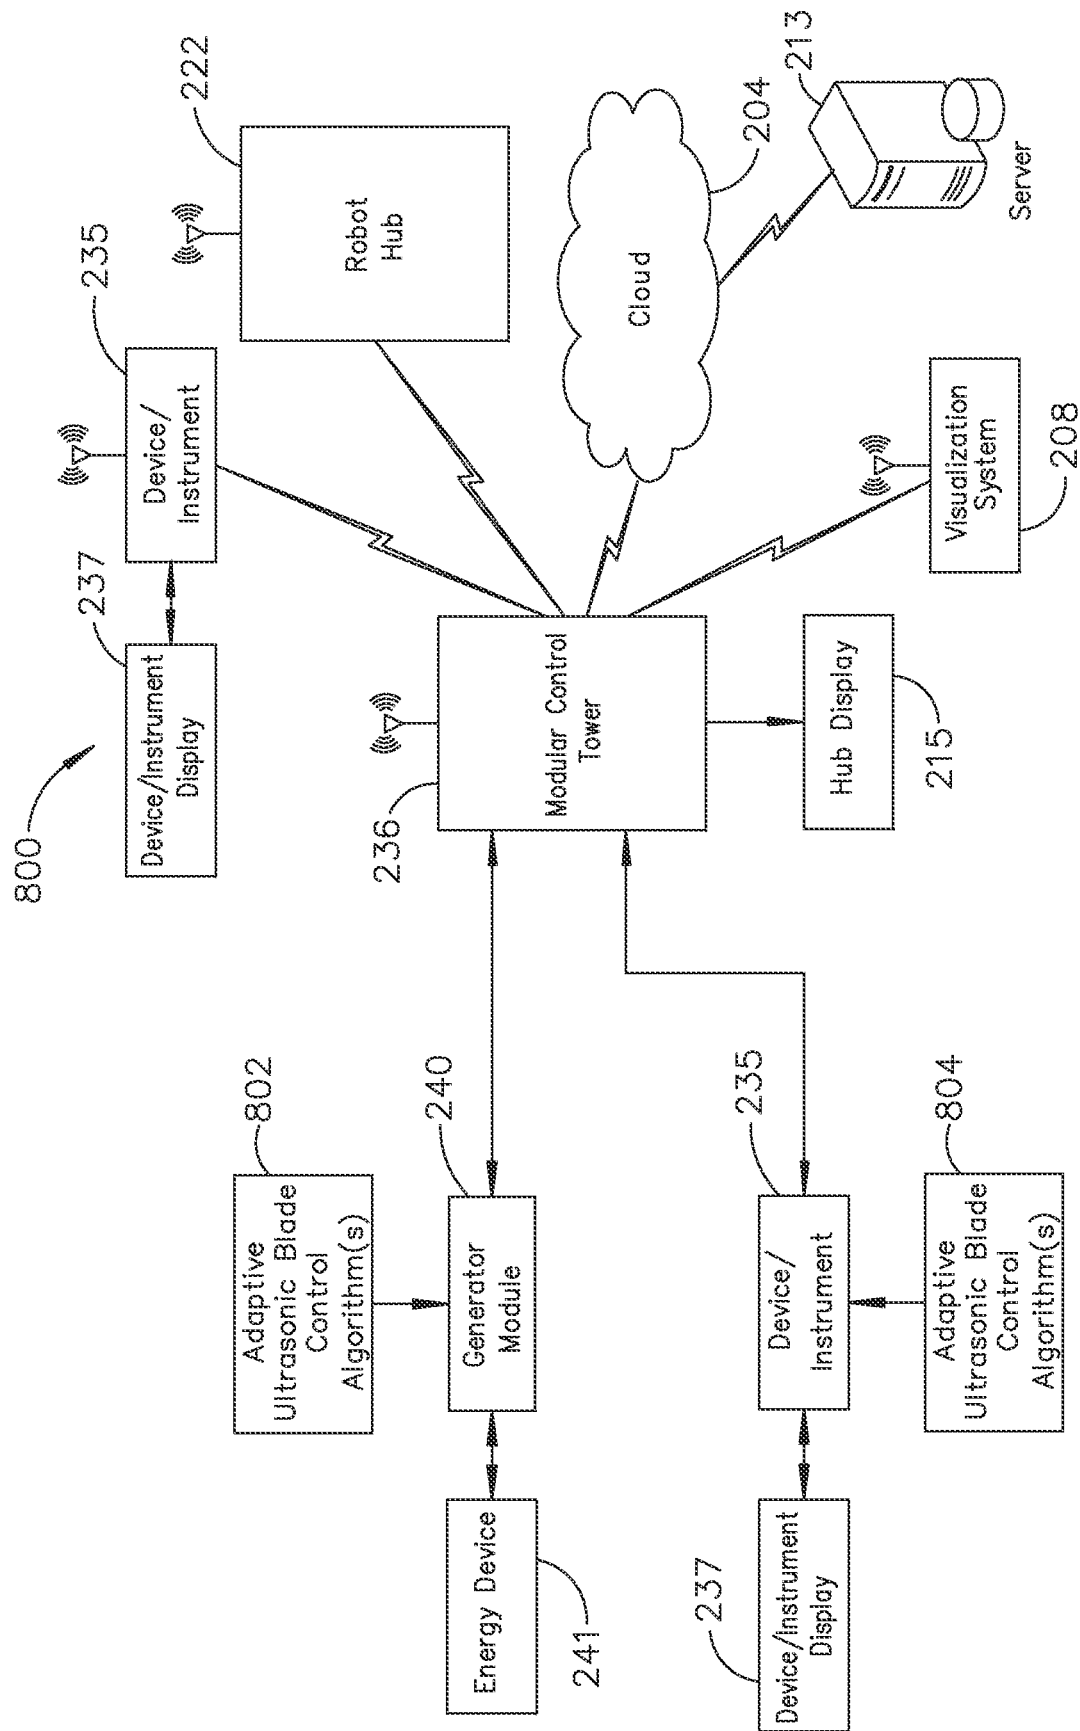 800
237
Device/Instrument
Display
235
Device/
Instrument
222
Robot
Hub
802
Adaptive
Ultrasonic Blade
Control
Algorithm(s)
236
Modular Control
Tower
240
Generator
Module
Energy Device
241
Cloud
204
213
Server
237
Device/Instrument
Display
235
Device/
Instrument
Hub Display
215
804
Adaptive
Ultrasonic Blade
Control
Algorithm(s)
Visualization
System
208